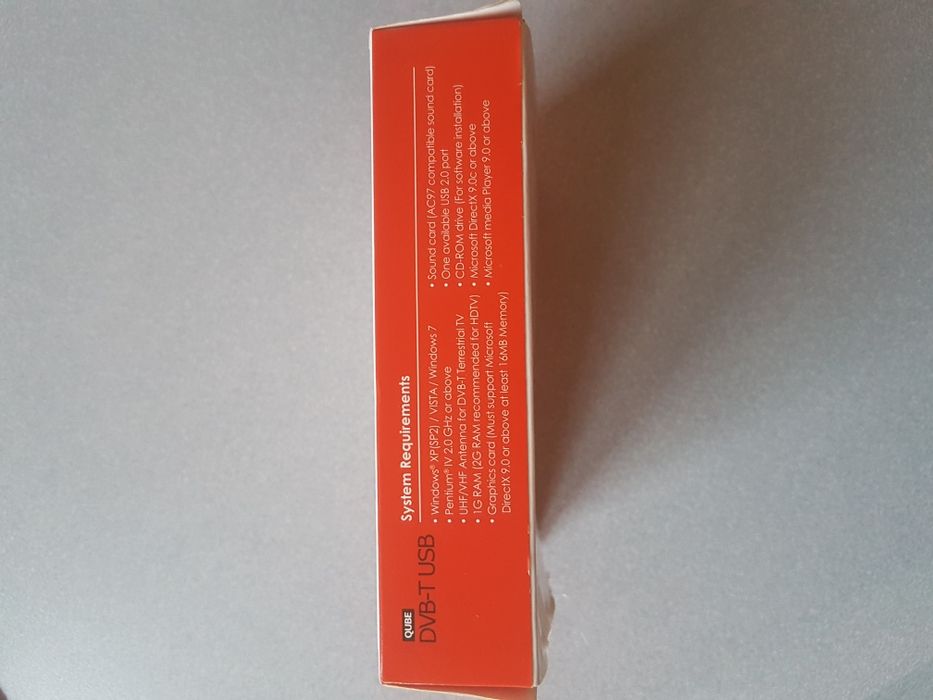 QUBE
DVB-T USB
System Requirements
• Windows® XP(SP2) / VISTA / Windows 7
• Pentium® IV 2.0 GHz or above
• UHF/VHF Antenna for DVB-T Terrestrial TV
• 1G RAM (2G RAM recommended for HDTV)
• Graphics card (Must support Microsoft
DirectX 9.0 or above at least 16MB Memory)
• Sound card (AC97 compatible sound card)
• One available USB 2.0 port
• CD-ROM drive (For software installation)
• Microsoft DirectX 9.0c or above
• Microsoft media Player 9.0 or above